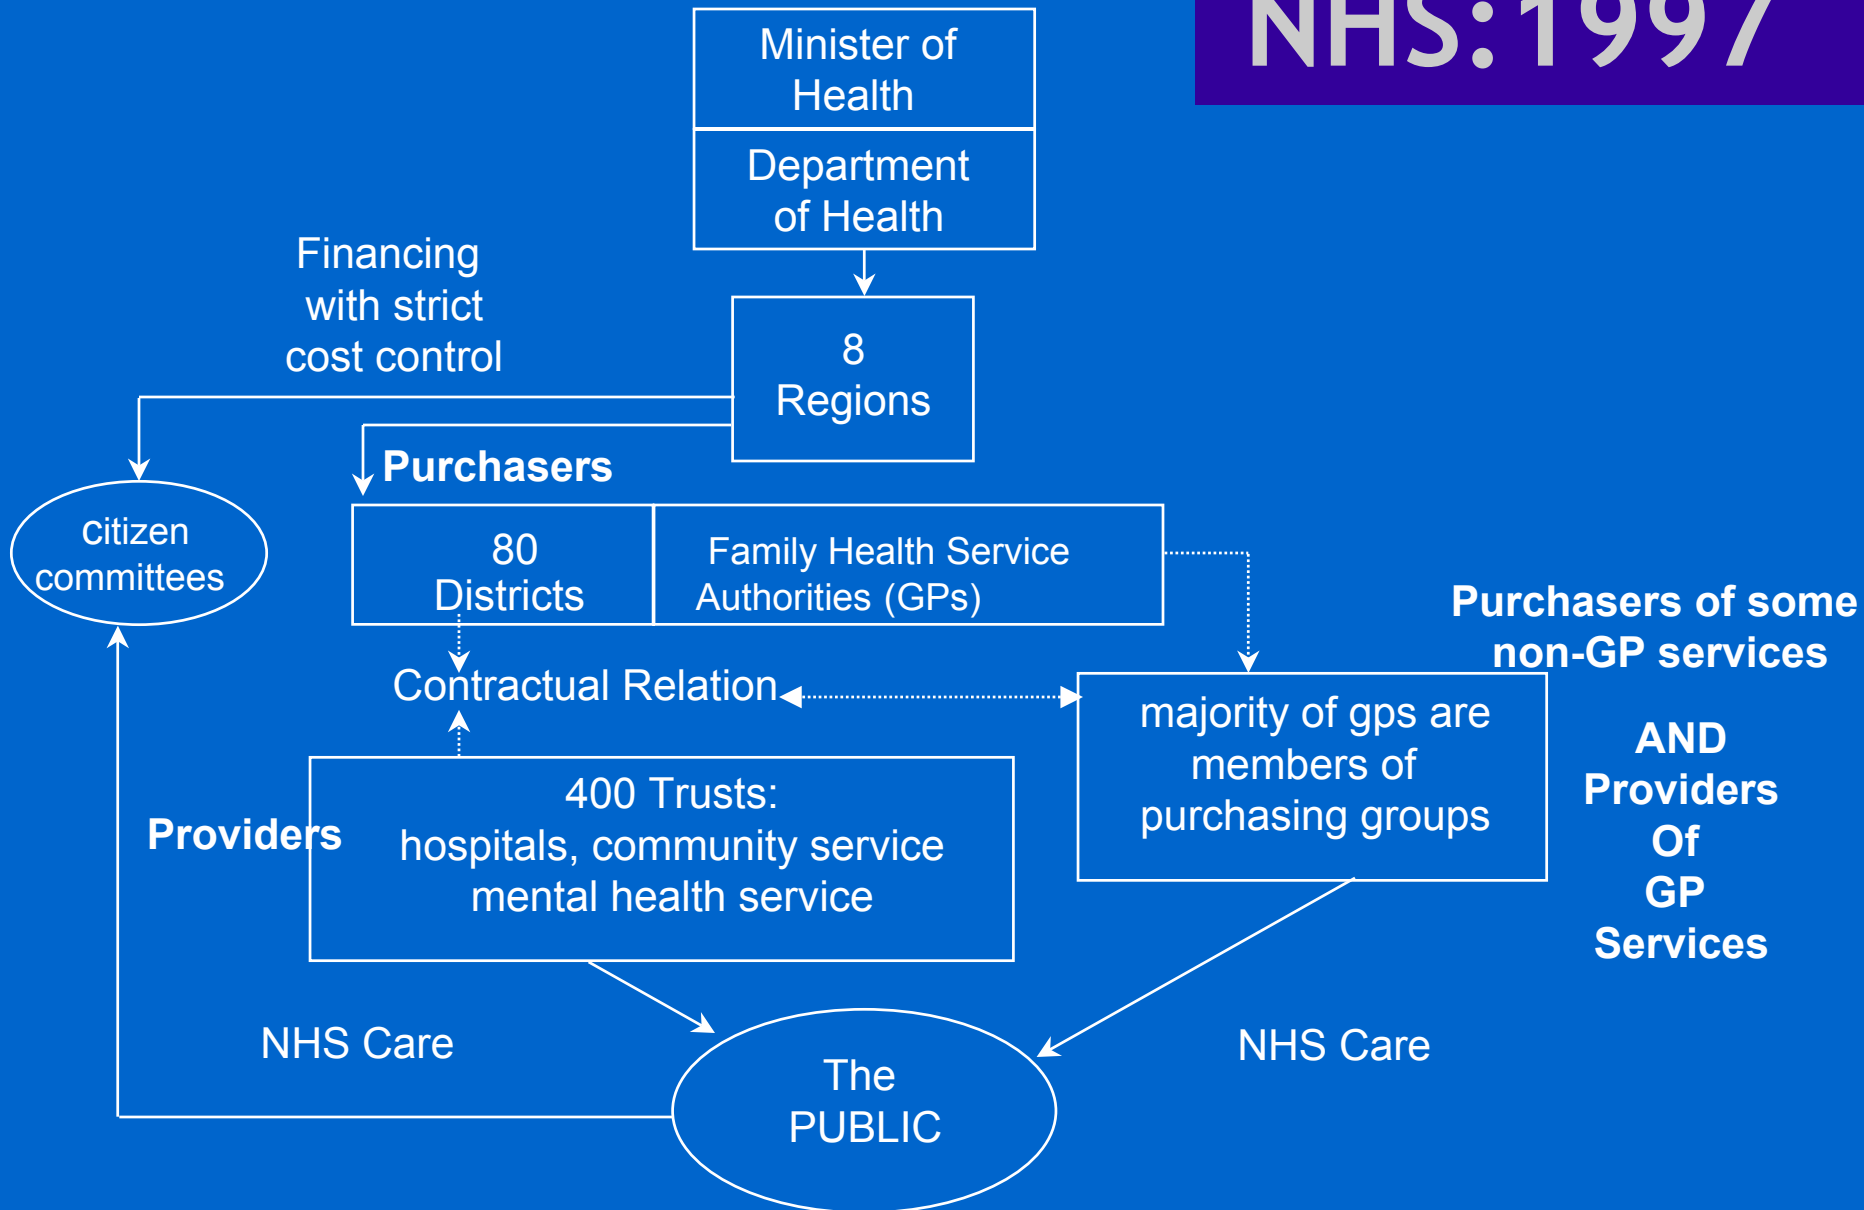 NHS:1997
Minister of
Health
Department
of Health
Financing
with strict
cost control
8
Regions
Purchasers
citizen
committees
80
Districts
Family Health Service
Authorities (GPs)
Purchasers of some
non-GP services
AND
Providers
Of
GP
Services
Contractual Relation
majority of gps are
members of
purchasing groups
Providers
400 Trusts:
hospitals, community service
mental health service
NHS Care
NHS Care
The
PUBLIC